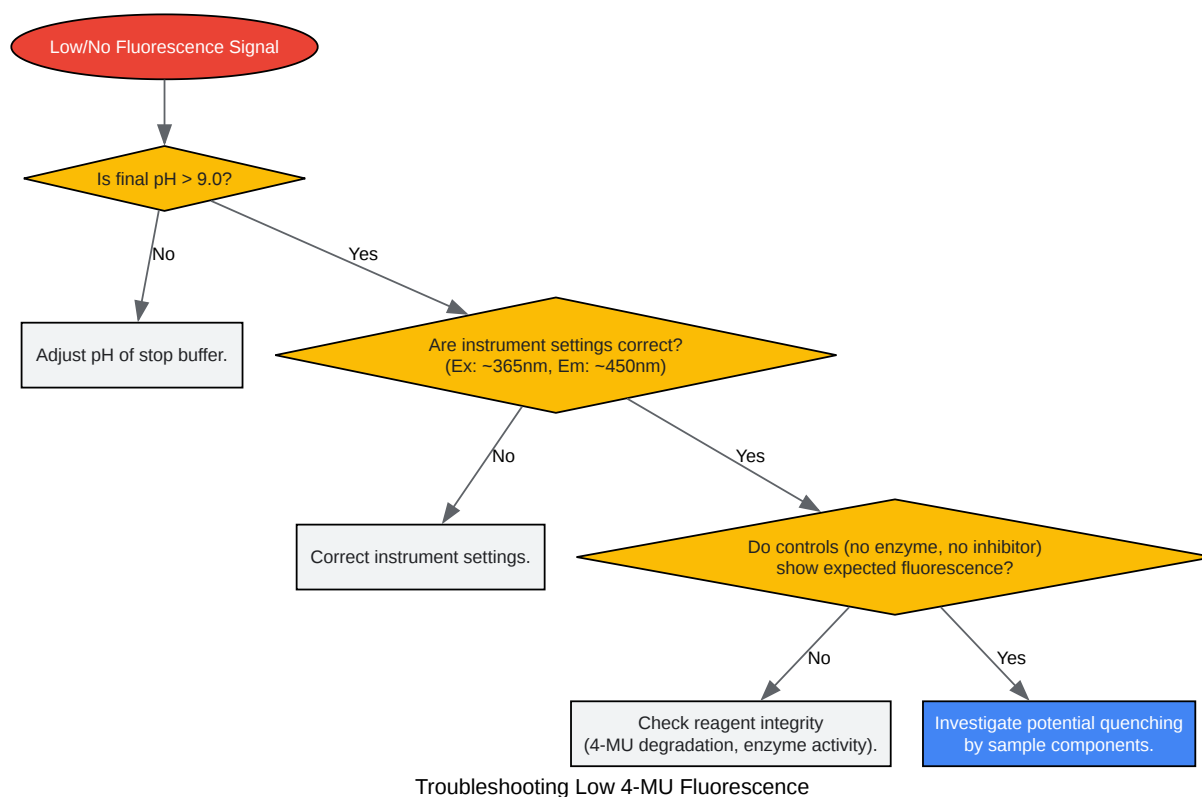 Low/No Fluorescence Signal
Is final pH > 9.0?
No
Yes
Adjust pH of stop buffer.
Are instrument settings correct?
(Ex: ~365nm, Em: ~450nm)
No
Yes
Correct instrument settings.
Do controls (no enzyme, no inhibitor)
show expected fluorescence?
No
Yes
Check reagent integrity
(4-MU degradation, enzyme activity).
Investigate potential quenching
by sample components.
Troubleshooting Low 4-MU Fluorescence